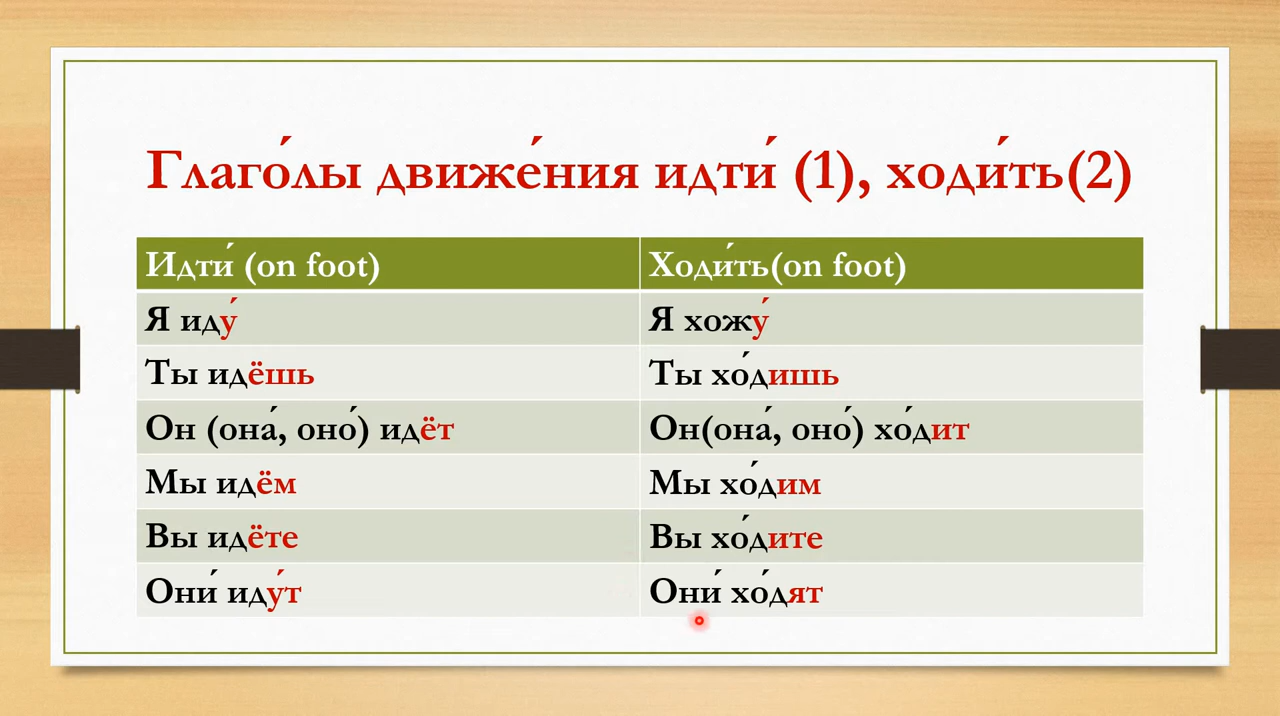 Глаго́лы движе́ния идти́ (1), ходи́ть(2)
Идти́ (on foot) Ходи́ть(on foot)
Я иду́ Я хожу́
Ты идёшь Ты хо́дишь
Он (она́, оно́) идёт Он(она́, оно́) хо́дит
Мы идём Мы хо́дим
Вы идёте Вы хо́дите
Они́ иду́т Они́ хо́дят